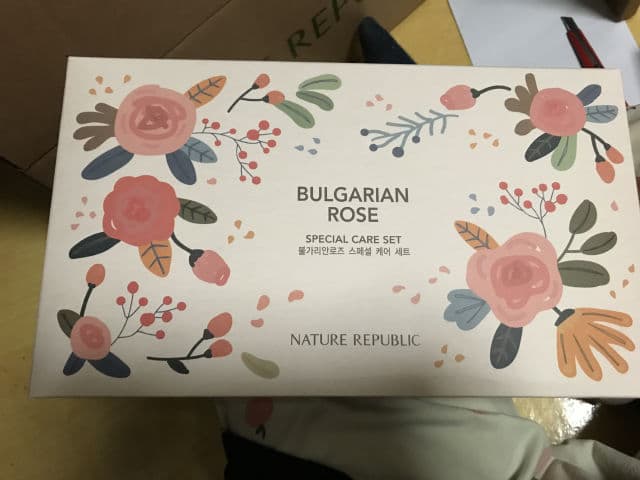 REPU
BULGARIAN
ROSE
SPECIAL CARE SET
불가리안로즈 스페셜 케어 세트
NATURE REPUBLIC